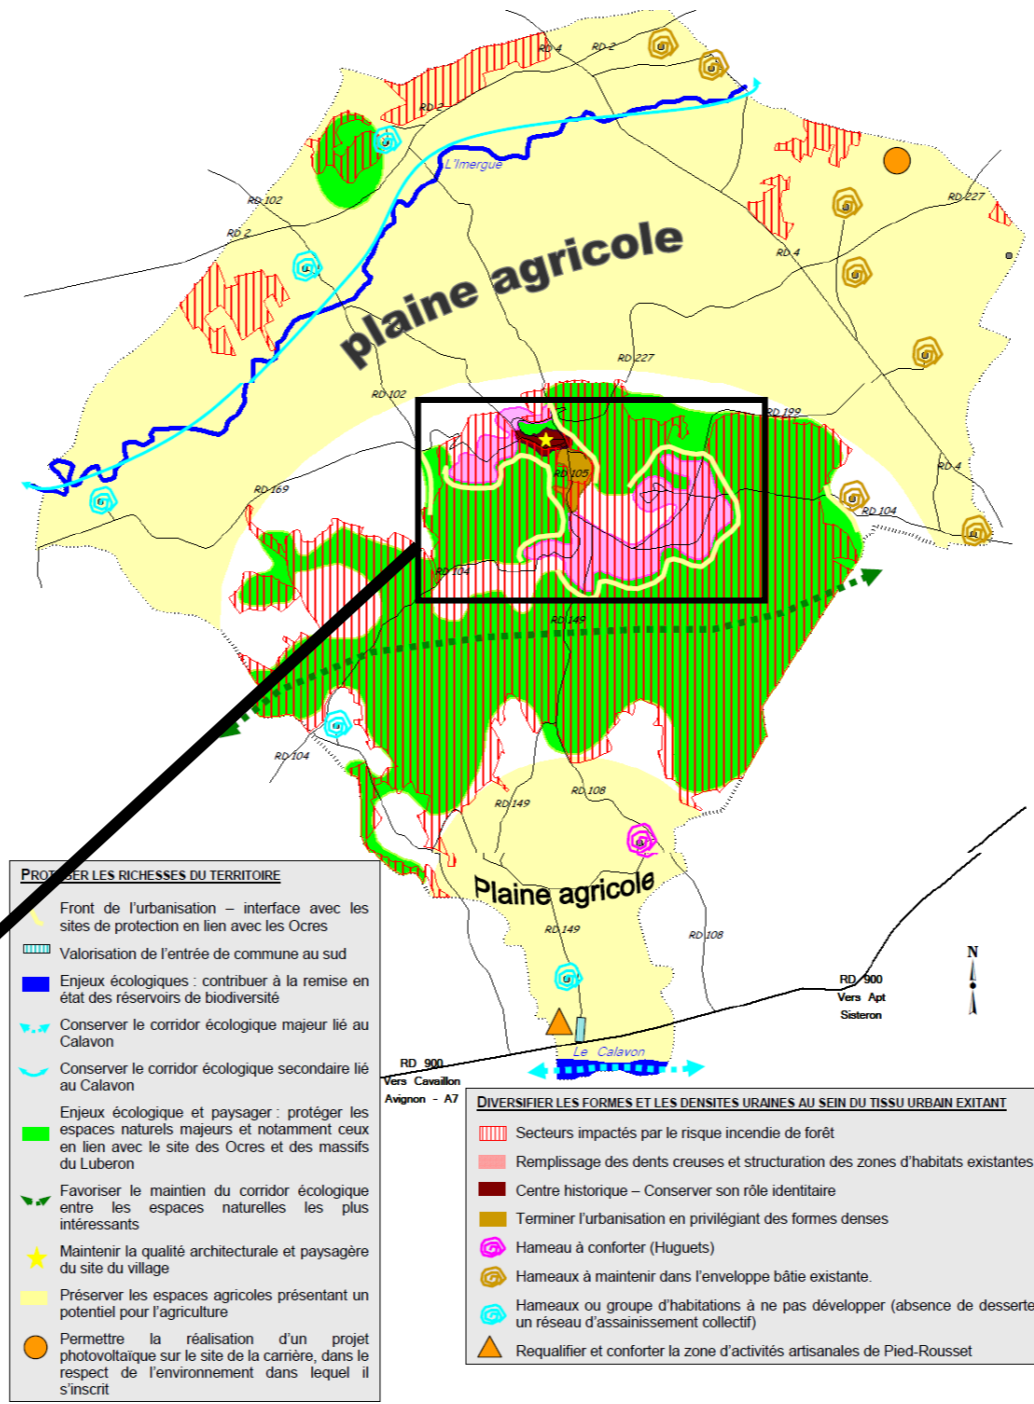 RD 4
RD 2
RD 2
L'Imergue
RD 102
RD 2
RD 227
RD 4
plaine agricole
RD 227
RD 102
RD 199
RD 105
RD 4
RD 169
RD 104
RD 104
RD 149
RD 104
RD 149
RD 108
Plaine agricole
RD 149
RD 108
N
RD 900
Vers Apt
Sisteron
Le Calavon
RD 900
Vers Cavaillon
Avignon - A7
LES RICHESSES DU TERRITOIRE
Front de l'urbanisation – interface avec les
sites de protection en lien avec les Ocres
Valorisation de l'entrée de commune au sud
Enjeux écologiques : contribuer à la remise en
état des réservoirs de biodiversité
Conserver le corridor écologique majeur lié au
Calavon
Conserver le corridor écologique secondaire lié
au Calavon
Enjeux écologique et paysager : protéger les
espaces naturels majeurs et notamment ceux
en lien avec le site des Ocres et des massifs
du Luberon
Favoriser le maintien du corridor écologique
entre les espaces naturelles les plus
intéressants
Maintenir la qualité architecturale et paysagère
du site du village
Préserver les espaces agricoles présentant un
potentiel pour l'agriculture
Permettre la réalisation d'un projet
photovoltaïque sur le site de la carrière, dans le
respect de l'environnement dans lequel il
s'inscrit
DIVERSIFIER LES FORMES ET LES DENSITES URAINES AU SEIN DU TISSU URBAIN EXITANT
Secteurs impactés par le risque incendie de forêt
Remplissage des dents creuses et structuration des zones d'habitats existantes
Centre historique – Conserver son rôle identitaire
Terminer l'urbanisation en privilégiant des formes denses
Hameau à conforter (Huguets)
Hameaux à maintenir dans l'enveloppe bâtie existante.
Hameaux ou groupe d'habitations à ne pas développer (absence de desserte
un réseau d'assainissement collectif)
Requalifier et conforter la zone d'activités artisanales de Pied-Rousset